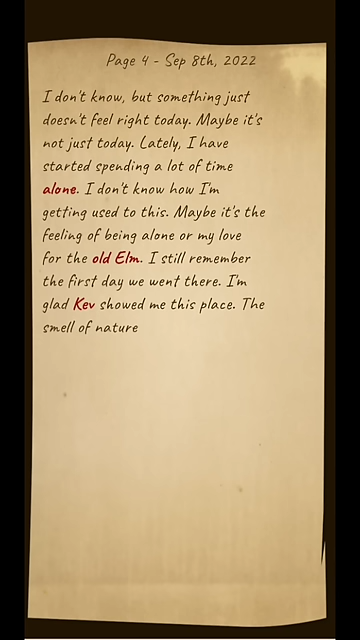 Page 4 - Sep 8th, 2022
I don't know, but something just
doesn't feel right today. Maybe it's
not just today. Lately, I have
started spending a lot of time
alone. I don't know how I'm
getting used to this. Maybe it's the
feeling of being alone or my love
for the old Elm. I still remember
the first day we went there. I'm
glad Kev showed me this place. The
smell of nature